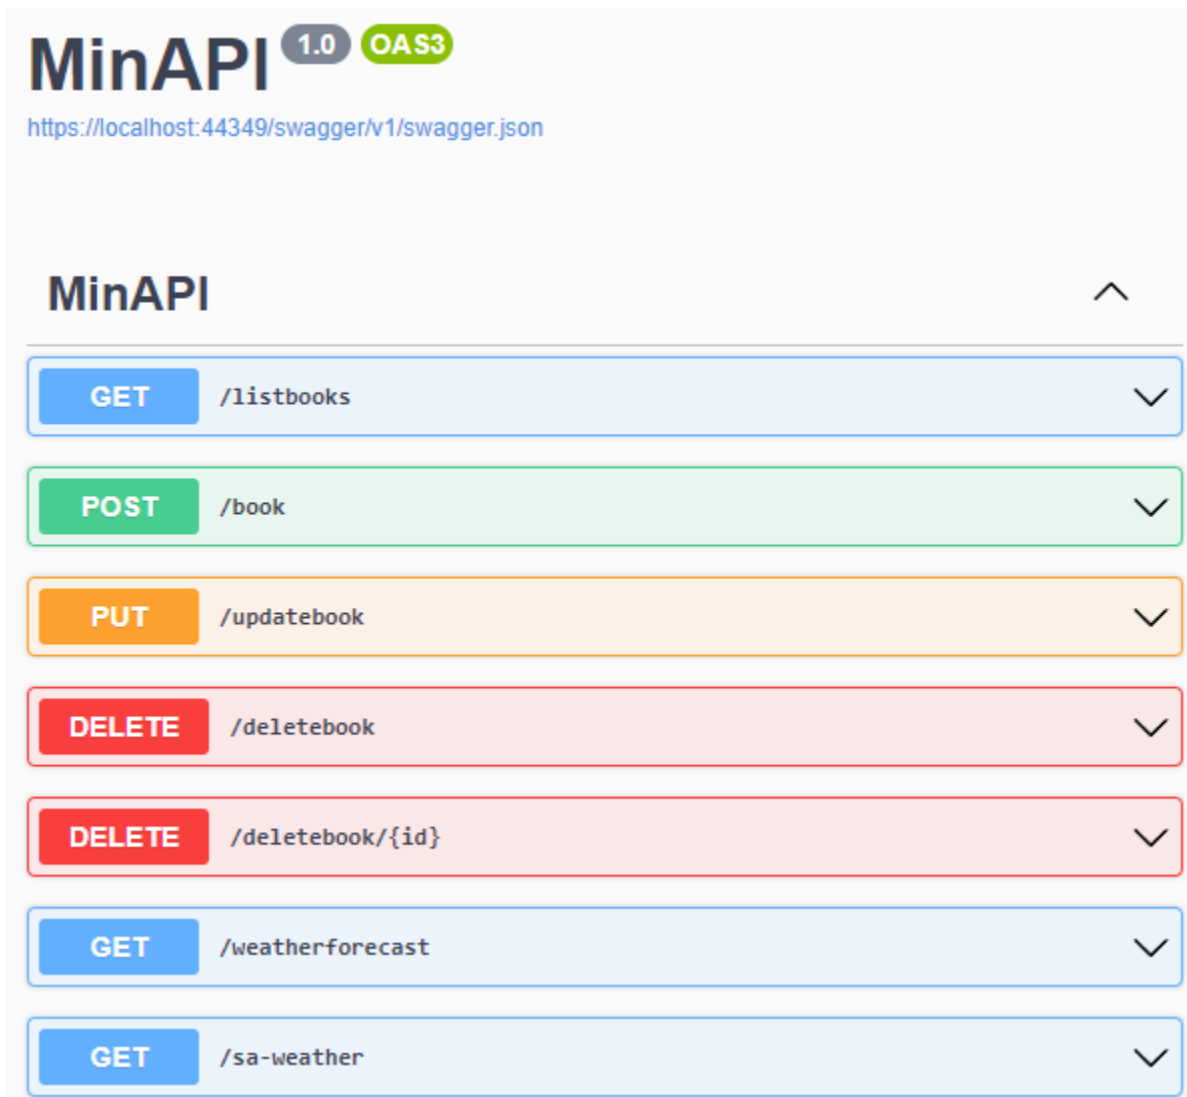 MinAPI 1.0 OAS3
https://localhost:44349/swagger/v1/swagger.json
MinAPI
GET /listbooks
POST /book
PUT /updatebook
DELETE /deletebook
DELETE /deletebook/{id}
GET /weatherforecast
GET /sa-weather